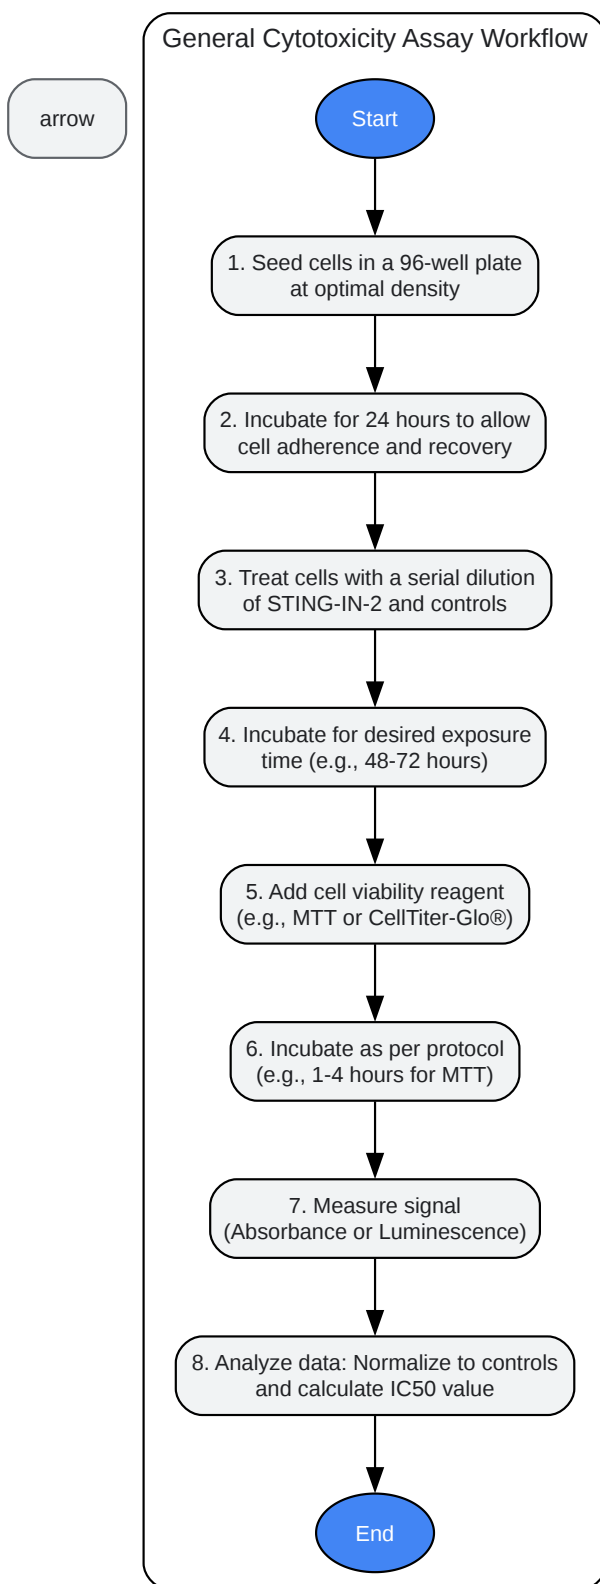 General Cytotoxicity Assay Workflow
arrow
Start
1. Seed cells in a 96-well plate
at optimal density
2. Incubate for 24 hours to allow
cell adherence and recovery
3. Treat cells with a serial dilution
of STING-IN-2 and controls
4. Incubate for desired exposure
time (e.g., 48-72 hours)
5. Add cell viability reagent
(e.g., MTT or CellTiter-Glo®)
6. Incubate as per protocol
(e.g., 1-4 hours for MTT)
7. Measure signal
(Absorbance or Luminescence)
8. Analyze data: Normalize to controls
and calculate IC50 value
End